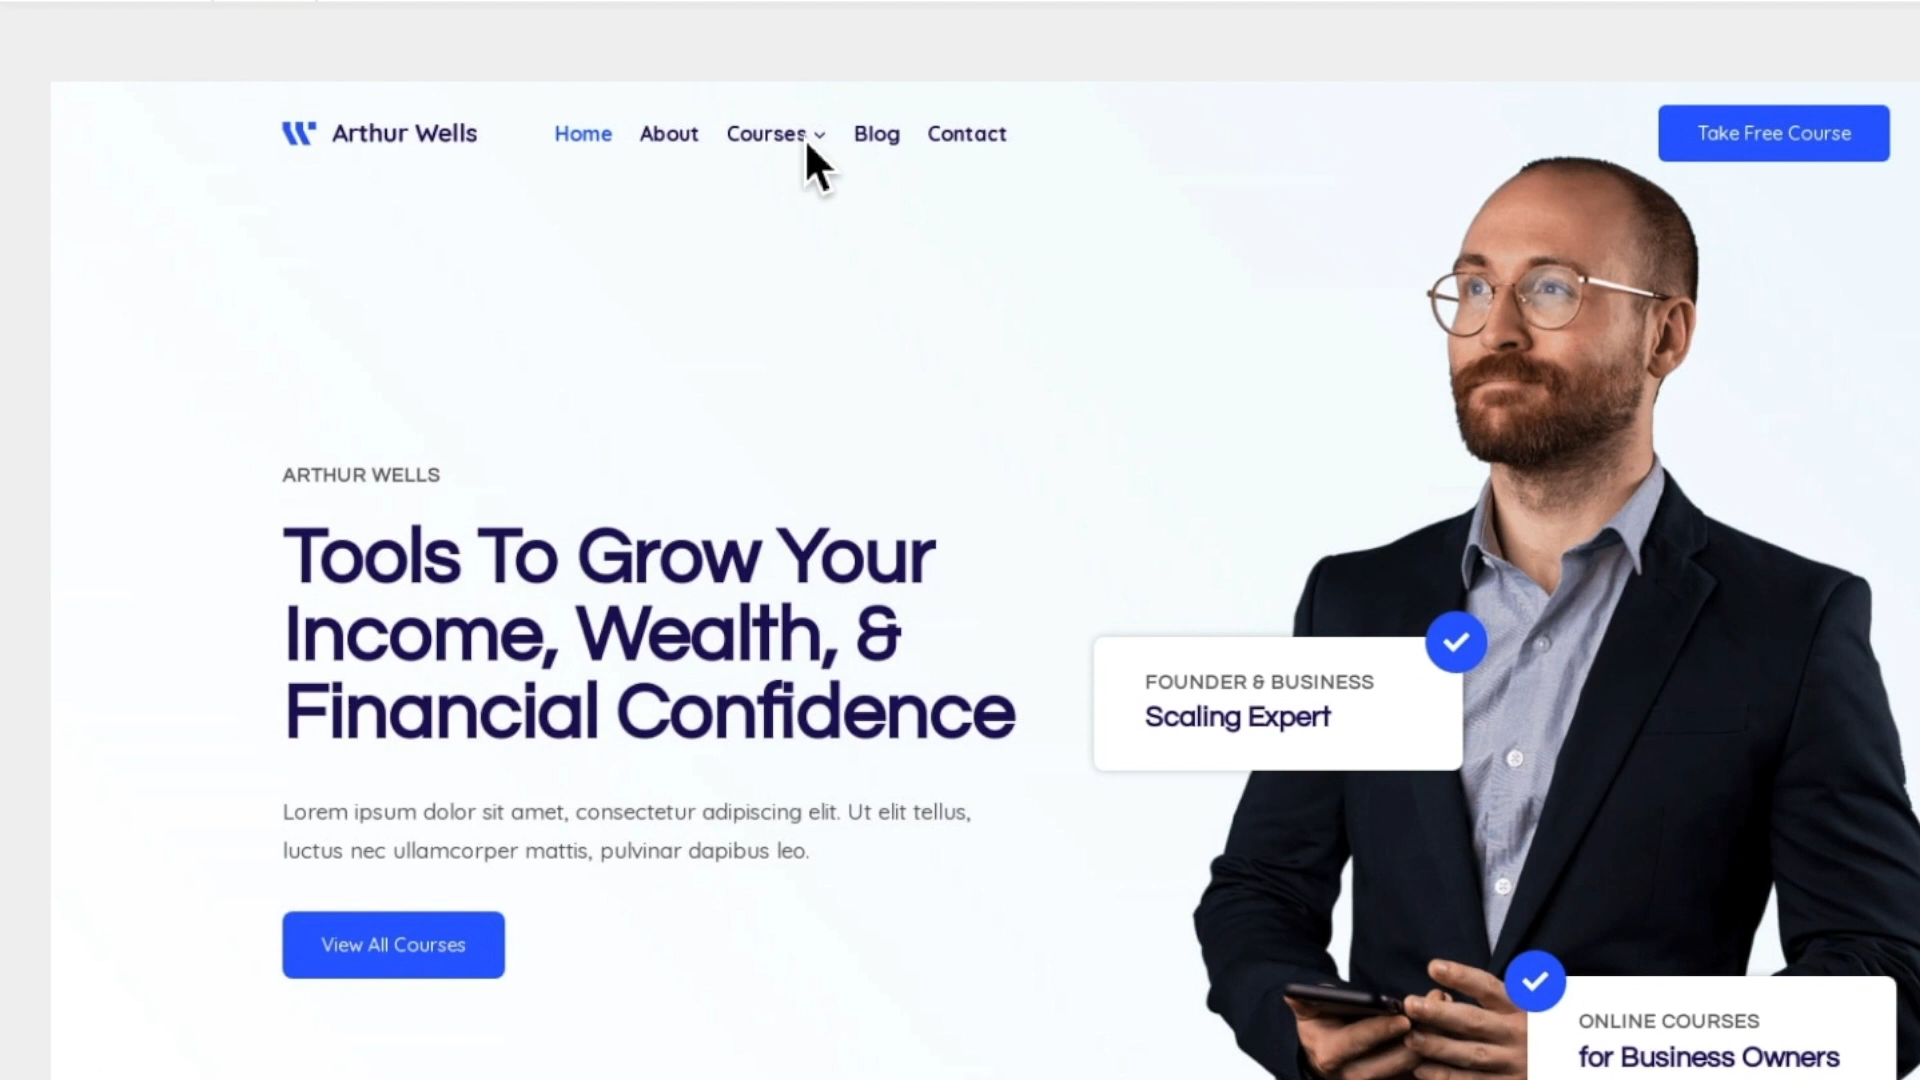 Arthur Wells
Home About Courses Blog Contact
Take Free Course
ARTHUR WELLS
Tools To Grow Your
Income, Wealth, &
Financial Confidence
Lorem ipsum dolor sit amet, consectetur adipiscing elit. Ut elit tellus,
luctus nec ullamcorper mattis, pulvinar dapibus leo.
View All Courses
FOUNDER & BUSINESS
Scaling Expert
ONLINE COURSES
for Business Owners